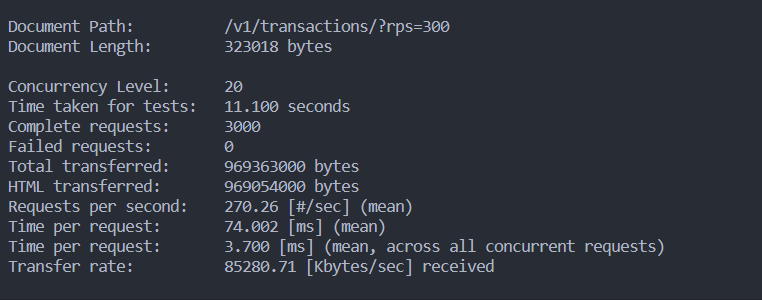 Document Path:          /v1/transactions/?rps=300
Document Length:        323018 bytes
Concurrency Level:      20
Time taken for tests:   11.100 seconds
Complete requests:      3000
Failed requests:        0
Total transferred:      969363000 bytes
HTML transferred:       969054000 bytes
Requests per second:    270.26 [#/sec] (mean)
Time per request:       74.002 [ms] (mean)
Time per request:       3.700 [ms] (mean, across all concurrent requests)
Transfer rate:          85280.71 [Kbytes/sec] received